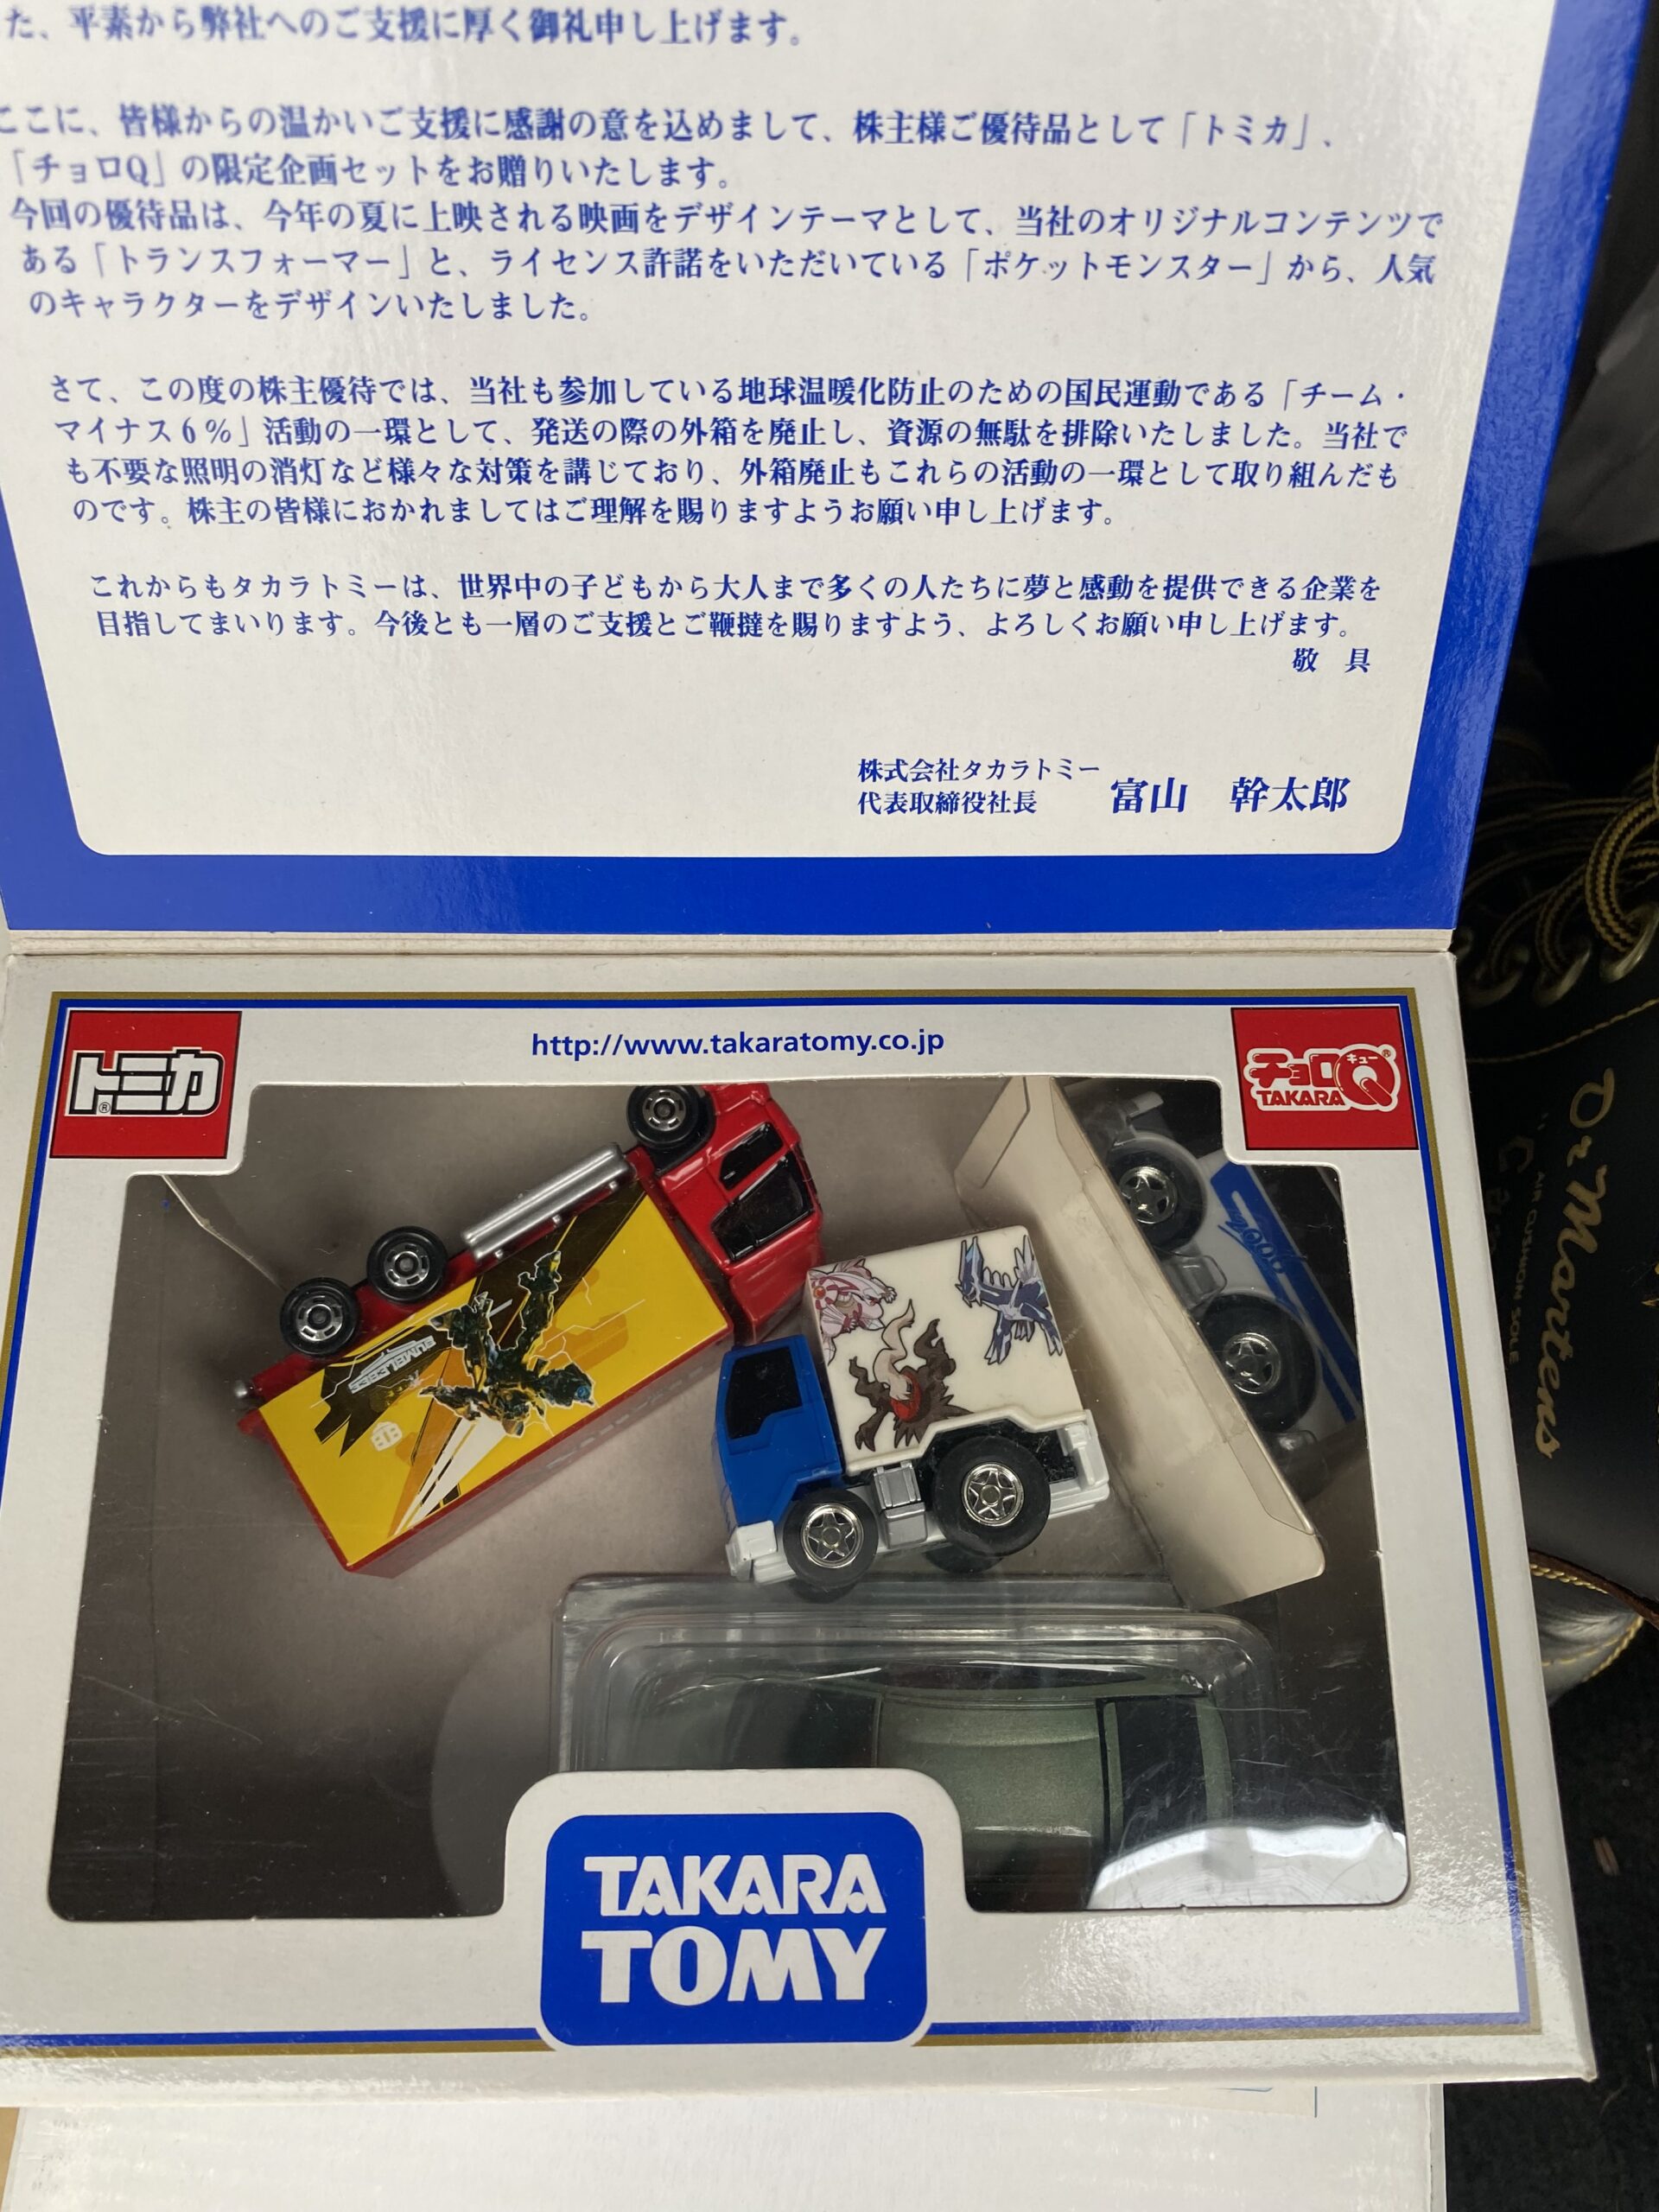 た、平素から弊社へのご支援に厚く御礼申し上げます。
ここに、皆様からの温かいご支援に感謝の意を込めまして、株主様ご優待品として「トミカ」、
「チョロQ」の限定企画セットをお贈りいたします。
今回の優待品は、今年の夏に上映される映画をデザインテーマとして、当社のオリジナルコンテンツで
ある「トランスフォーマー」と、ライセンス許諾をいただいている「ポケットモンスター」から、人気
のキャラクターをデザインいたしました。
さて、この度の株主優待では、当社も参加している地球温暖化防止のための国民運動である「チーム・
マイナス6%」活動の一環として、発送の際の外箱を廃止し、資源の無駄を排除いたしました。当社で
も不要な照明の消灯など様々な対策を講じており、外箱廃止もこれらの活動の一環として取り組んだも
のです。株主の皆様におかれましてはご理解を賜りますようお願い申し上げます。
これからもタカラトミーは、世界中の子どもから大人まで多くの人たちに夢と感動を提供できる企業を
目指してまいります。今後とも一層のご支援とご鞭撻を賜りますよう、よろしくお願い申し上げます。
敬 具
株式会社タカラトミー
代表取締役社長 富山 幹太郎
トミカ®
http://www.takaratomy.co.jp
チョロQ キュー®
TAKARA
BUMBLEBEE
Dr Martens
AIR CUSHION SOLE
TAKARA
TOMY